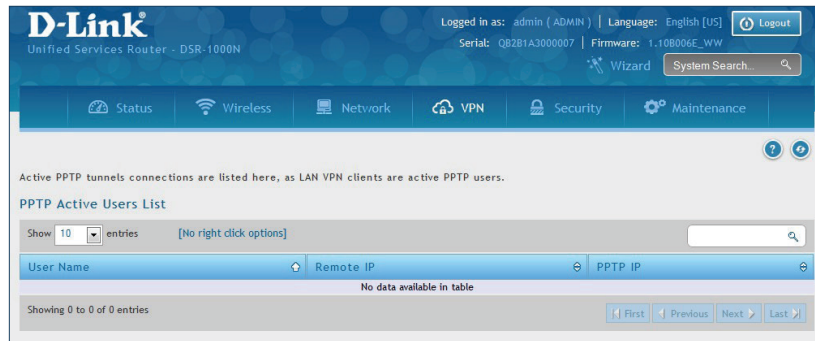 D-Link®
Unified Services Router - DSR-1000N
Logged in as: admin ( ADMIN ) | Language: English [US] Logout
Serial: QB2B1A3000007 | Firmware: 1.10B006E_WW
Wizard System Search...
Status Wireless Network VPN Security Maintenance
Active PPTP tunnels connections are listed here, as LAN VPN clients are active PPTP users.
PPTP Active Users List
Show 10 entries [No right click options]
User Name Remote IP PPTP IP
No data available in table
Showing 0 to 0 of 0 entries First Previous Next Last